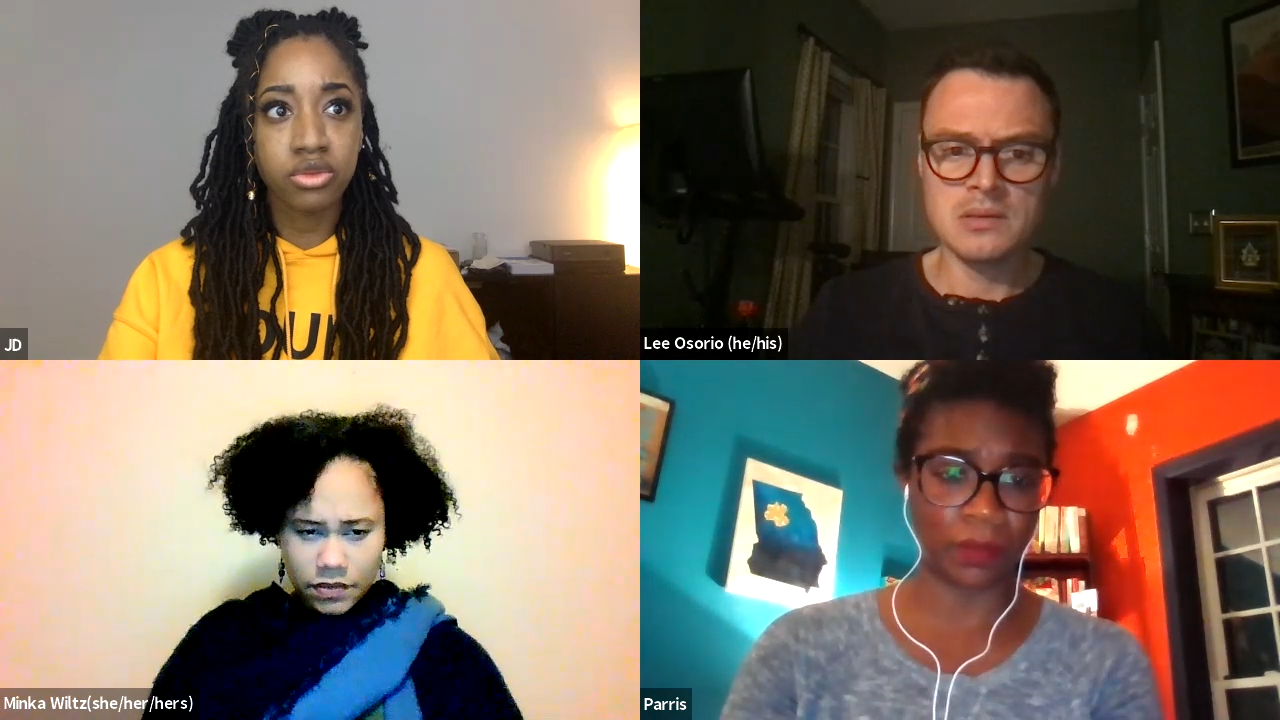 JD
Lee Osorio (he/his)
Minka Wiltz(she/her/hers)
Parris